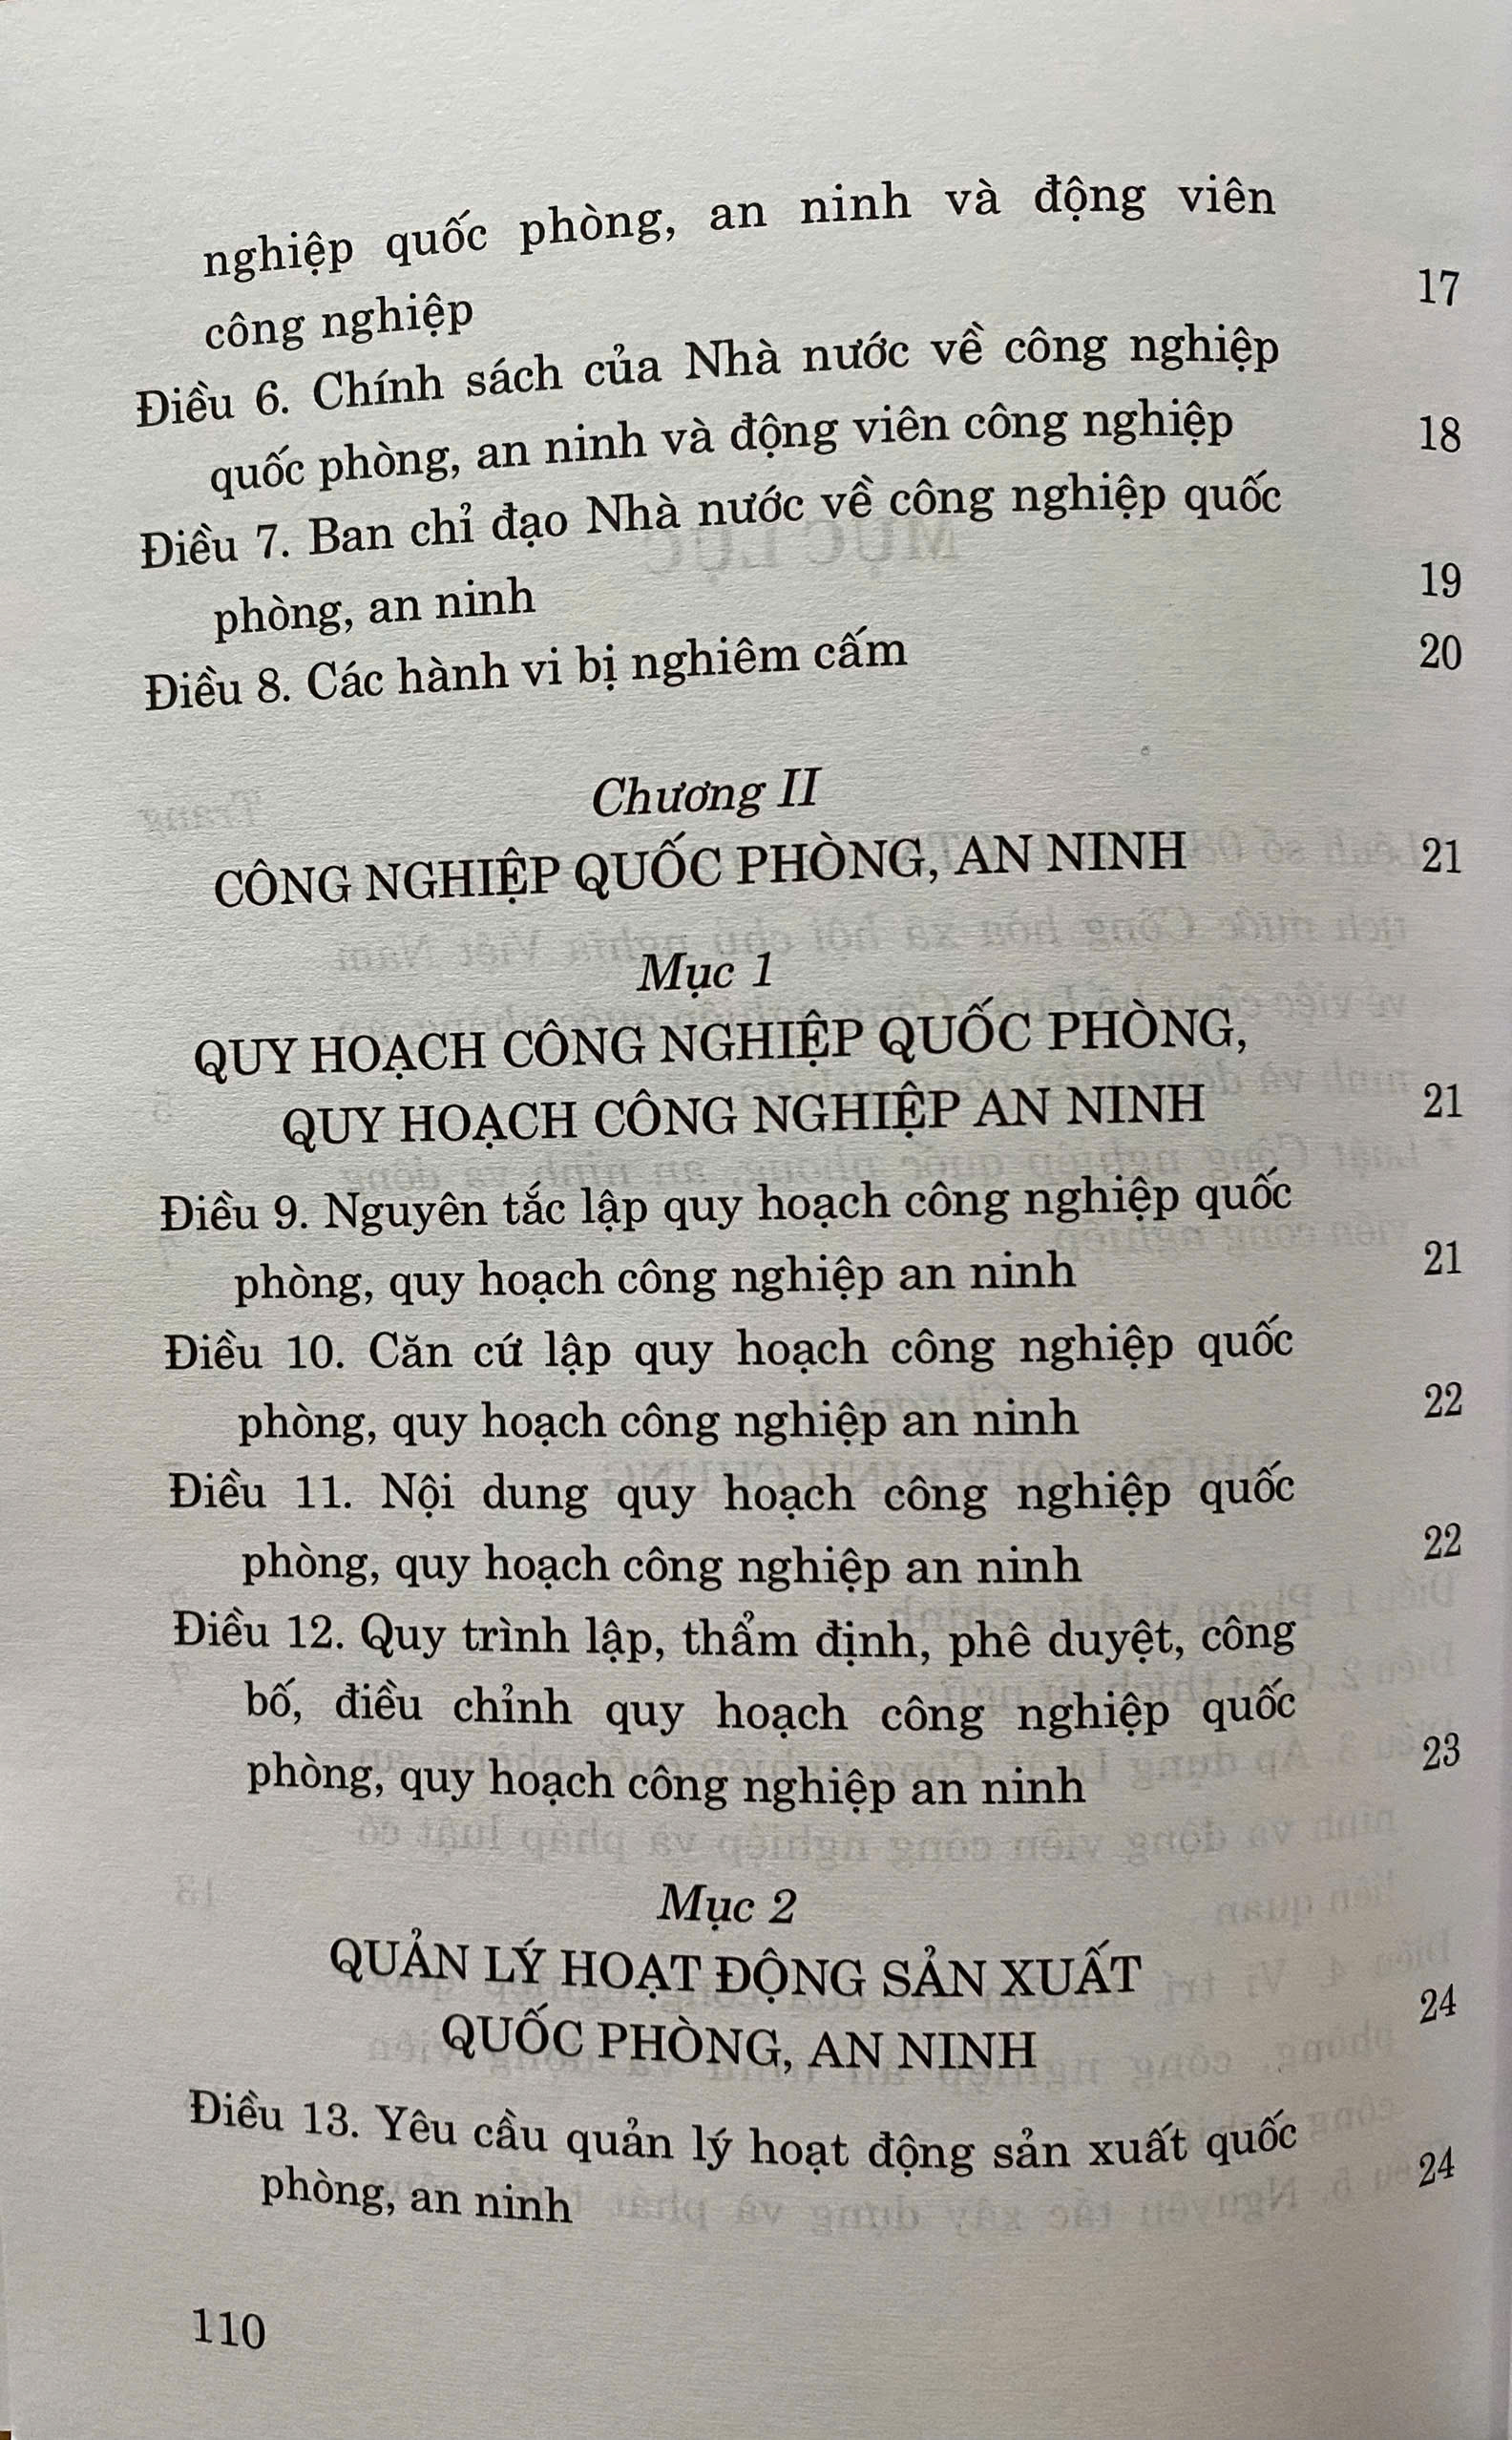 nghiệp quốc phòng, an ninh và động viên
công nghiệp 17
Điều 6. Chính sách của Nhà nước về công nghiệp
quốc phòng, an ninh và động viên công nghiệp 18
Điều 7. Ban chỉ đạo Nhà nước về công nghiệp quốc
phòng, an ninh 19
Điều 8. Các hành vi bị nghiêm cấm 20
Chương II
CÔNG NGHIỆP QUỐC PHÒNG, AN NINH 21
Mục 1
QUY HOẠCH CÔNG NGHIỆP QUỐC PHÒNG,
QUY HOẠCH CÔNG NGHIỆP AN NINH 21
Điều 9. Nguyên tắc lập quy hoạch công nghiệp quốc
phòng, quy hoạch công nghiệp an ninh 21
Điều 10. Căn cứ lập quy hoạch công nghiệp quốc
phòng, quy hoạch công nghiệp an ninh 22
Điều 11. Nội dung quy hoạch công nghiệp quốc
phòng, quy hoạch công nghiệp an ninh 22
Điều 12. Quy trình lập, thẩm định, phê duyệt, công
bố, điều chỉnh quy hoạch công nghiệp quốc
phòng, quy hoạch công nghiệp an ninh 23
Mục 2
QUẢN LÝ HOẠT ĐỘNG SẢN XUẤT
QUỐC PHÒNG, AN NINH 24
Điều 13. Yêu cầu quản lý hoạt động sản xuất quốc
phòng, an ninh 24
110